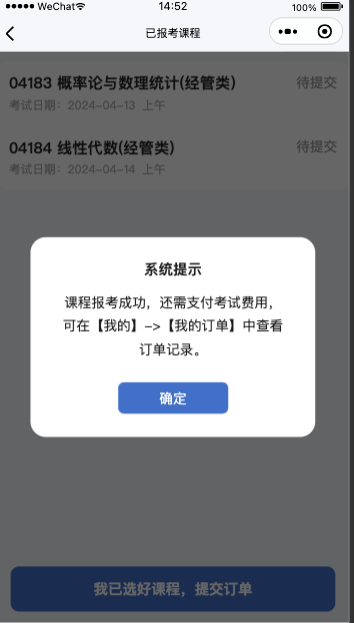 WeChat 14:52 100%
已报考课程
04183 概率论与数理统计(经管类) 待提交
考试日期：2024-04-13 上午
04184 线性代数(经管类) 待提交
考试日期：2024-04-14 上午
系统提示
课程报考成功，还需支付考试费用，
可在【我的】->【我的订单】中查看
订单记录。
确定
我已选好课程，提交订单